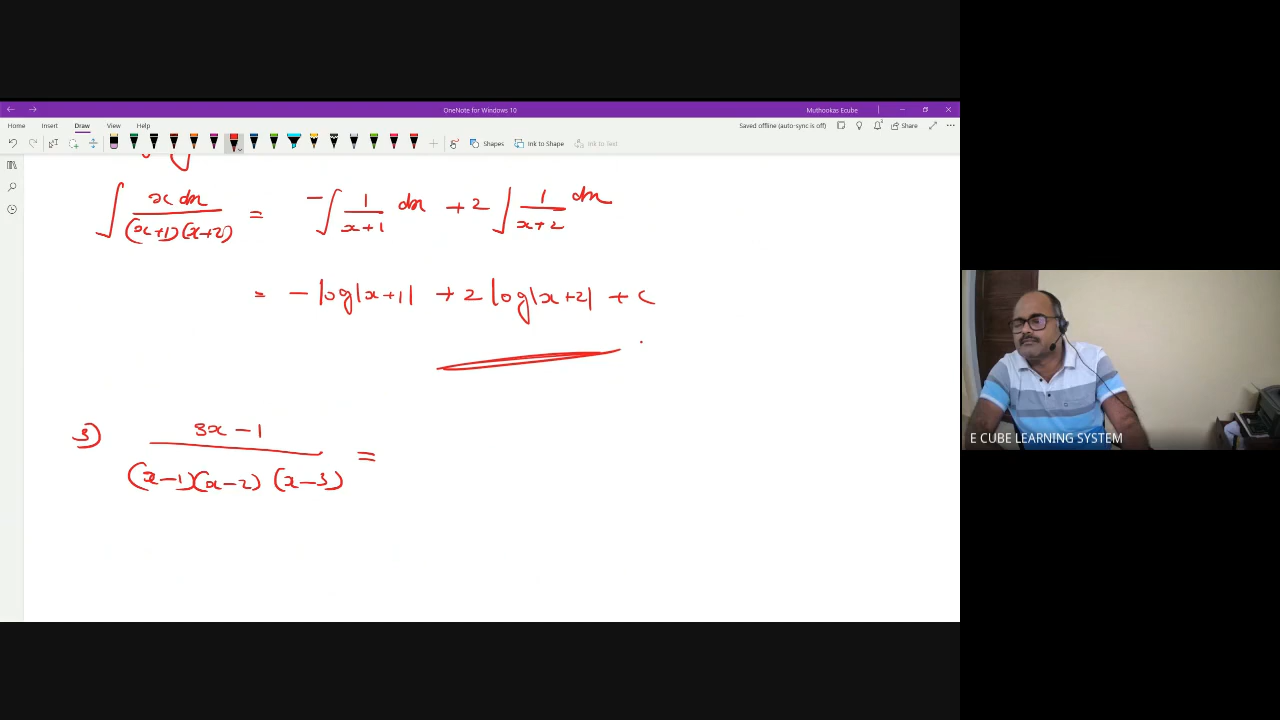 OneNote for Windows 10
Muthookas Ecube
Home Insert Draw View Help
Saved offline (auto-sync is off)
Share
Shapes
Ink to Shape
Ink to Text
∫ x dx / (x+1)(x+2) = -∫ 1/(x+1) dx + 2 ∫ 1/(x+2) dx
= - log|x+1| + 2 log|x+2| + c
3) 3x-1 / (x-1)(x-2)(x-3) =
E CUBE LEARNING SYSTEM